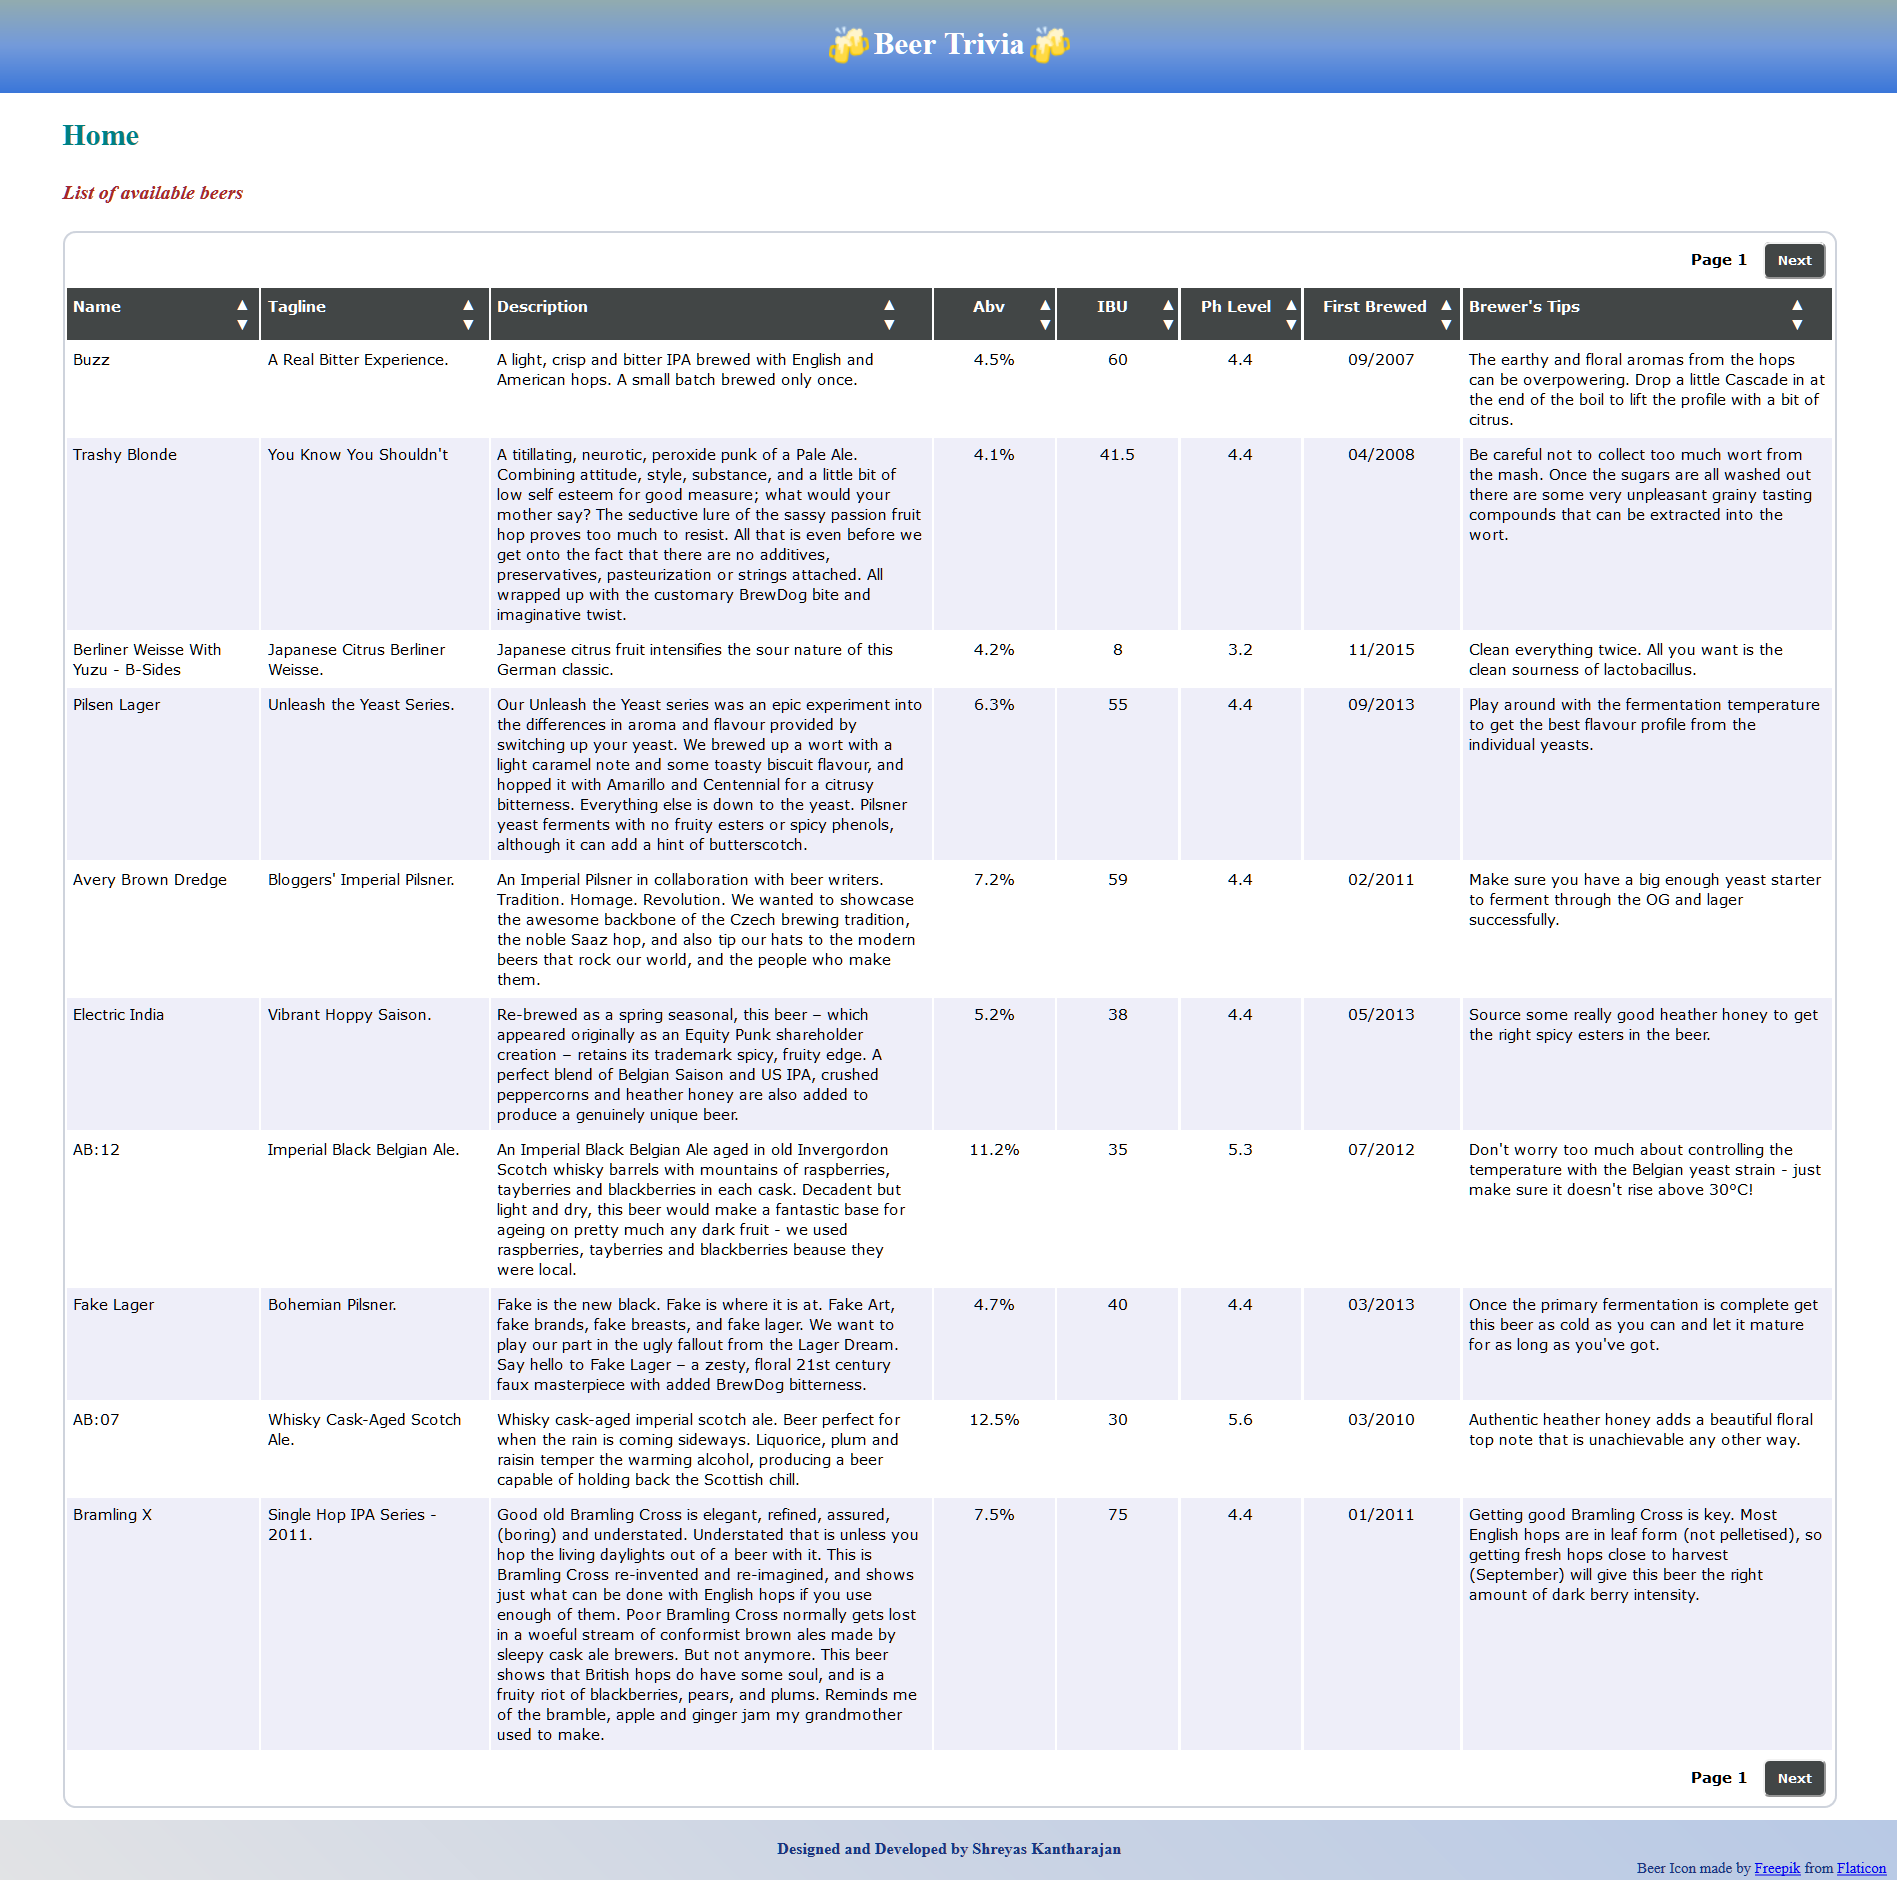 Beer Trivia
Home
List of available beers
Page 1 Next
Name ▲ ▼ Tagline ▲ ▼ Description ▲ ▼ Abv ▲ ▼ IBU ▲ ▼ Ph Level ▲ ▼ First Brewed ▲ ▼ Brewer's Tips ▲ ▼
Buzz
A Real Bitter Experience.
A light, crisp and bitter IPA brewed with English and
American hops. A small batch brewed only once.
4.5%
60
4.4
09/2007
The earthy and floral aromas from the hops
can be overpowering. Drop a little Cascade in at
the end of the boil to lift the profile with a bit of
citrus.
Trashy Blonde
You Know You Shouldn't
A titillating, neurotic, peroxide punk of a Pale Ale.
Combining attitude, style, substance, and a little bit of
low self esteem for good measure; what would your
mother say? The seductive lure of the sassy passion fruit
hop proves too much to resist. All that is even before we
get onto the fact that there are no additives,
preservatives, pasteurization or strings attached. All
wrapped up with the customary BrewDog bite and
imaginative twist.
4.1%
41.5
4.4
04/2008
Be careful not to collect too much wort from
the mash. Once the sugars are all washed out
there are some very unpleasant grainy tasting
compounds that can be extracted into the
wort.
Berliner Weisse With
Yuzu - B-Sides
Japanese Citrus Berliner
Weisse.
Japanese citrus fruit intensifies the sour nature of this
German classic.
4.2%
8
3.2
11/2015
Clean everything twice. All you want is the
clean sourness of lactobacillus.
Pilsen Lager
Unleash the Yeast Series.
Our Unleash the Yeast series was an epic experiment into
the differences in aroma and flavour provided by
switching up your yeast. We brewed up a wort with a
light caramel note and some toasty biscuit flavour, and
hopped it with Amarillo and Centennial for a citrusy
bitterness. Everything else is down to the yeast. Pilsner
yeast ferments with no fruity esters or spicy phenols,
although it can add a hint of butterscotch.
6.3%
55
4.4
09/2013
Play around with the fermentation temperature
to get the best flavour profile from the
individual yeasts.
Avery Brown Dredge
Bloggers' Imperial Pilsner.
An Imperial Pilsner in collaboration with beer writers.
Tradition. Homage. Revolution. We wanted to showcase
the awesome backbone of the Czech brewing tradition,
the noble Saaz hop, and also tip our hats to the modern
beers that rock our world, and the people who make
them.
7.2%
59
4.4
02/2011
Make sure you have a big enough yeast starter
to ferment through the OG and lager
successfully.
Electric India
Vibrant Hoppy Saison.
Re-brewed as a spring seasonal, this beer – which
appeared originally as an Equity Punk shareholder
creation – retains its trademark spicy, fruity edge. A
perfect blend of Belgian Saison and US IPA, crushed
peppercorns and heather honey are also added to
produce a genuinely unique beer.
5.2%
38
4.4
05/2013
Source some really good heather honey to get
the right spicy esters in the beer.
AB:12
Imperial Black Belgian Ale.
An Imperial Black Belgian Ale aged in old Invergordon
Scotch whisky barrels with mountains of raspberries,
tayberries and blackberries in each cask. Decadent but
light and dry, this beer would make a fantastic base for
ageing on pretty much any dark fruit - we used
raspberries, tayberries and blackberries beause they
were local.
11.2%
35
5.3
07/2012
Don't worry too much about controlling the
temperature with the Belgian yeast strain - just
make sure it doesn't rise above 30°C!
Fake Lager
Bohemian Pilsner.
Fake is the new black. Fake is where it is at. Fake Art,
fake brands, fake breasts, and fake lager. We want to
play our part in the ugly fallout from the Lager Dream.
Say hello to Fake Lager – a zesty, floral 21st century
faux masterpiece with added BrewDog bitterness.
4.7%
40
4.4
03/2013
Once the primary fermentation is complete get
this beer as cold as you can and let it mature
for as long as you've got.
AB:07
Whisky Cask-Aged Scotch
Ale.
Whisky cask-aged imperial scotch ale. Beer perfect for
when the rain is coming sideways. Liquorice, plum and
raisin temper the warming alcohol, producing a beer
capable of holding back the Scottish chill.
12.5%
30
5.6
03/2010
Authentic heather honey adds a beautiful floral
top note that is unachievable any other way.
Bramling X
Single Hop IPA Series -
2011.
Good old Bramling Cross is elegant, refined, assured,
(boring) and understated. Understated that is unless you
hop the living daylights out of a beer with it. This is
Bramling Cross re-invented and re-imagined, and shows
just what can be done with English hops if you use
enough of them. Poor Bramling Cross normally gets lost
in a woeful stream of conformist brown ales made by
sleepy cask ale brewers. But not anymore. This beer
shows that British hops do have some soul, and is a
fruity riot of blackberries, pears, and plums. Reminds me
of the bramble, apple and ginger jam my grandmother
used to make.
7.5%
75
4.4
01/2011
Getting good Bramling Cross is key. Most
English hops are in leaf form (not pelletised), so
getting fresh hops close to harvest
(September) will give this beer the right
amount of dark berry intensity.
Page 1 Next
Designed and Developed by Shreyas Kantharajan
Beer Icon made by Freepik from Flaticon